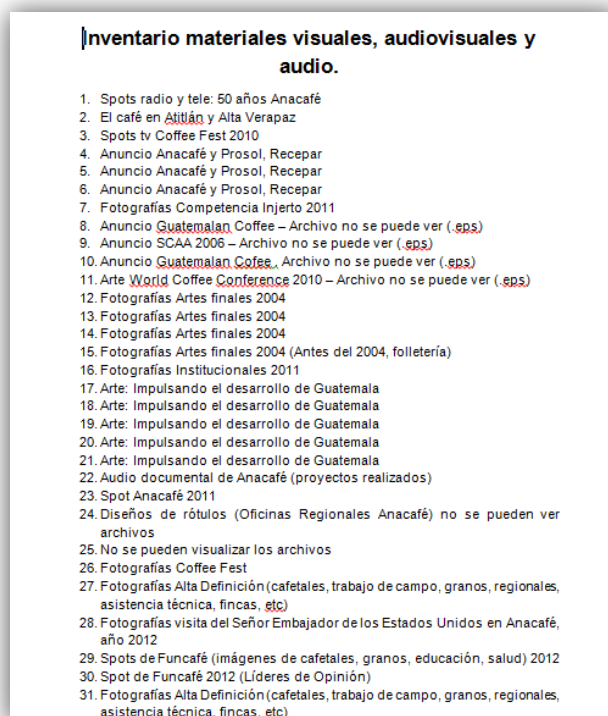 Inventario materiales visuales, audiovisuales y
audio.
1. Spots radio y tele: 50 años Anacafé
2. El café en Atitlán y Alta Verapaz
3. Spots tv Coffee Fest 2010
4. Anuncio Anacafé y Prosol, Recepar
5. Anuncio Anacafé y Prosol, Recepar
6. Anuncio Anacafé y Prosol, Recepar
7. Fotografías Competencia Injerto 2011
8. Anuncio Guatemalan Coffee – Archivo no se puede ver (.eps)
9. Anuncio SCAA 2006 – Archivo no se puede ver (.eps)
10. Anuncio Guatemalan Cofee , Archivo no se puede ver (.eps)
11. Arte World Coffee Conference 2010 – Archivo no se puede ver (.eps)
12. Fotografías Artes finales 2004
13. Fotografías Artes finales 2004
14. Fotografías Artes finales 2004
15. Fotografías Artes finales 2004 (Antes del 2004, folletería)
16. Fotografías Institucionales 2011
17. Arte: Impulsando el desarrollo de Guatemala
18. Arte: Impulsando el desarrollo de Guatemala
19. Arte: Impulsando el desarrollo de Guatemala
20. Arte: Impulsando el desarrollo de Guatemala
21. Arte: Impulsando el desarrollo de Guatemala
22. Audio documental de Anacafé (proyectos realizados)
23. Spot Anacafé 2011
24. Diseños de rótulos (Oficinas Regionales Anacafé) no se pueden ver
archivos
25. No se pueden visualizar los archivos
26. Fotografías Coffee Fest
27. Fotografías Alta Definición (cafetales, trabajo de campo, granos, regionales,
asistencia técnica, fincas, etc)
28. Fotografías visita del Señor Embajador de los Estados Unidos en Anacafé,
año 2012
29. Spots de Funcafé (imágenes de cafetales, granos, educación, salud) 2012
30. Spot de Funcafé 2012 (Líderes de Opinión)
31. Fotografías Alta Definición (cafetales, trabajo de campo, granos, regionales,
asistencia técnica, fincas, etc)